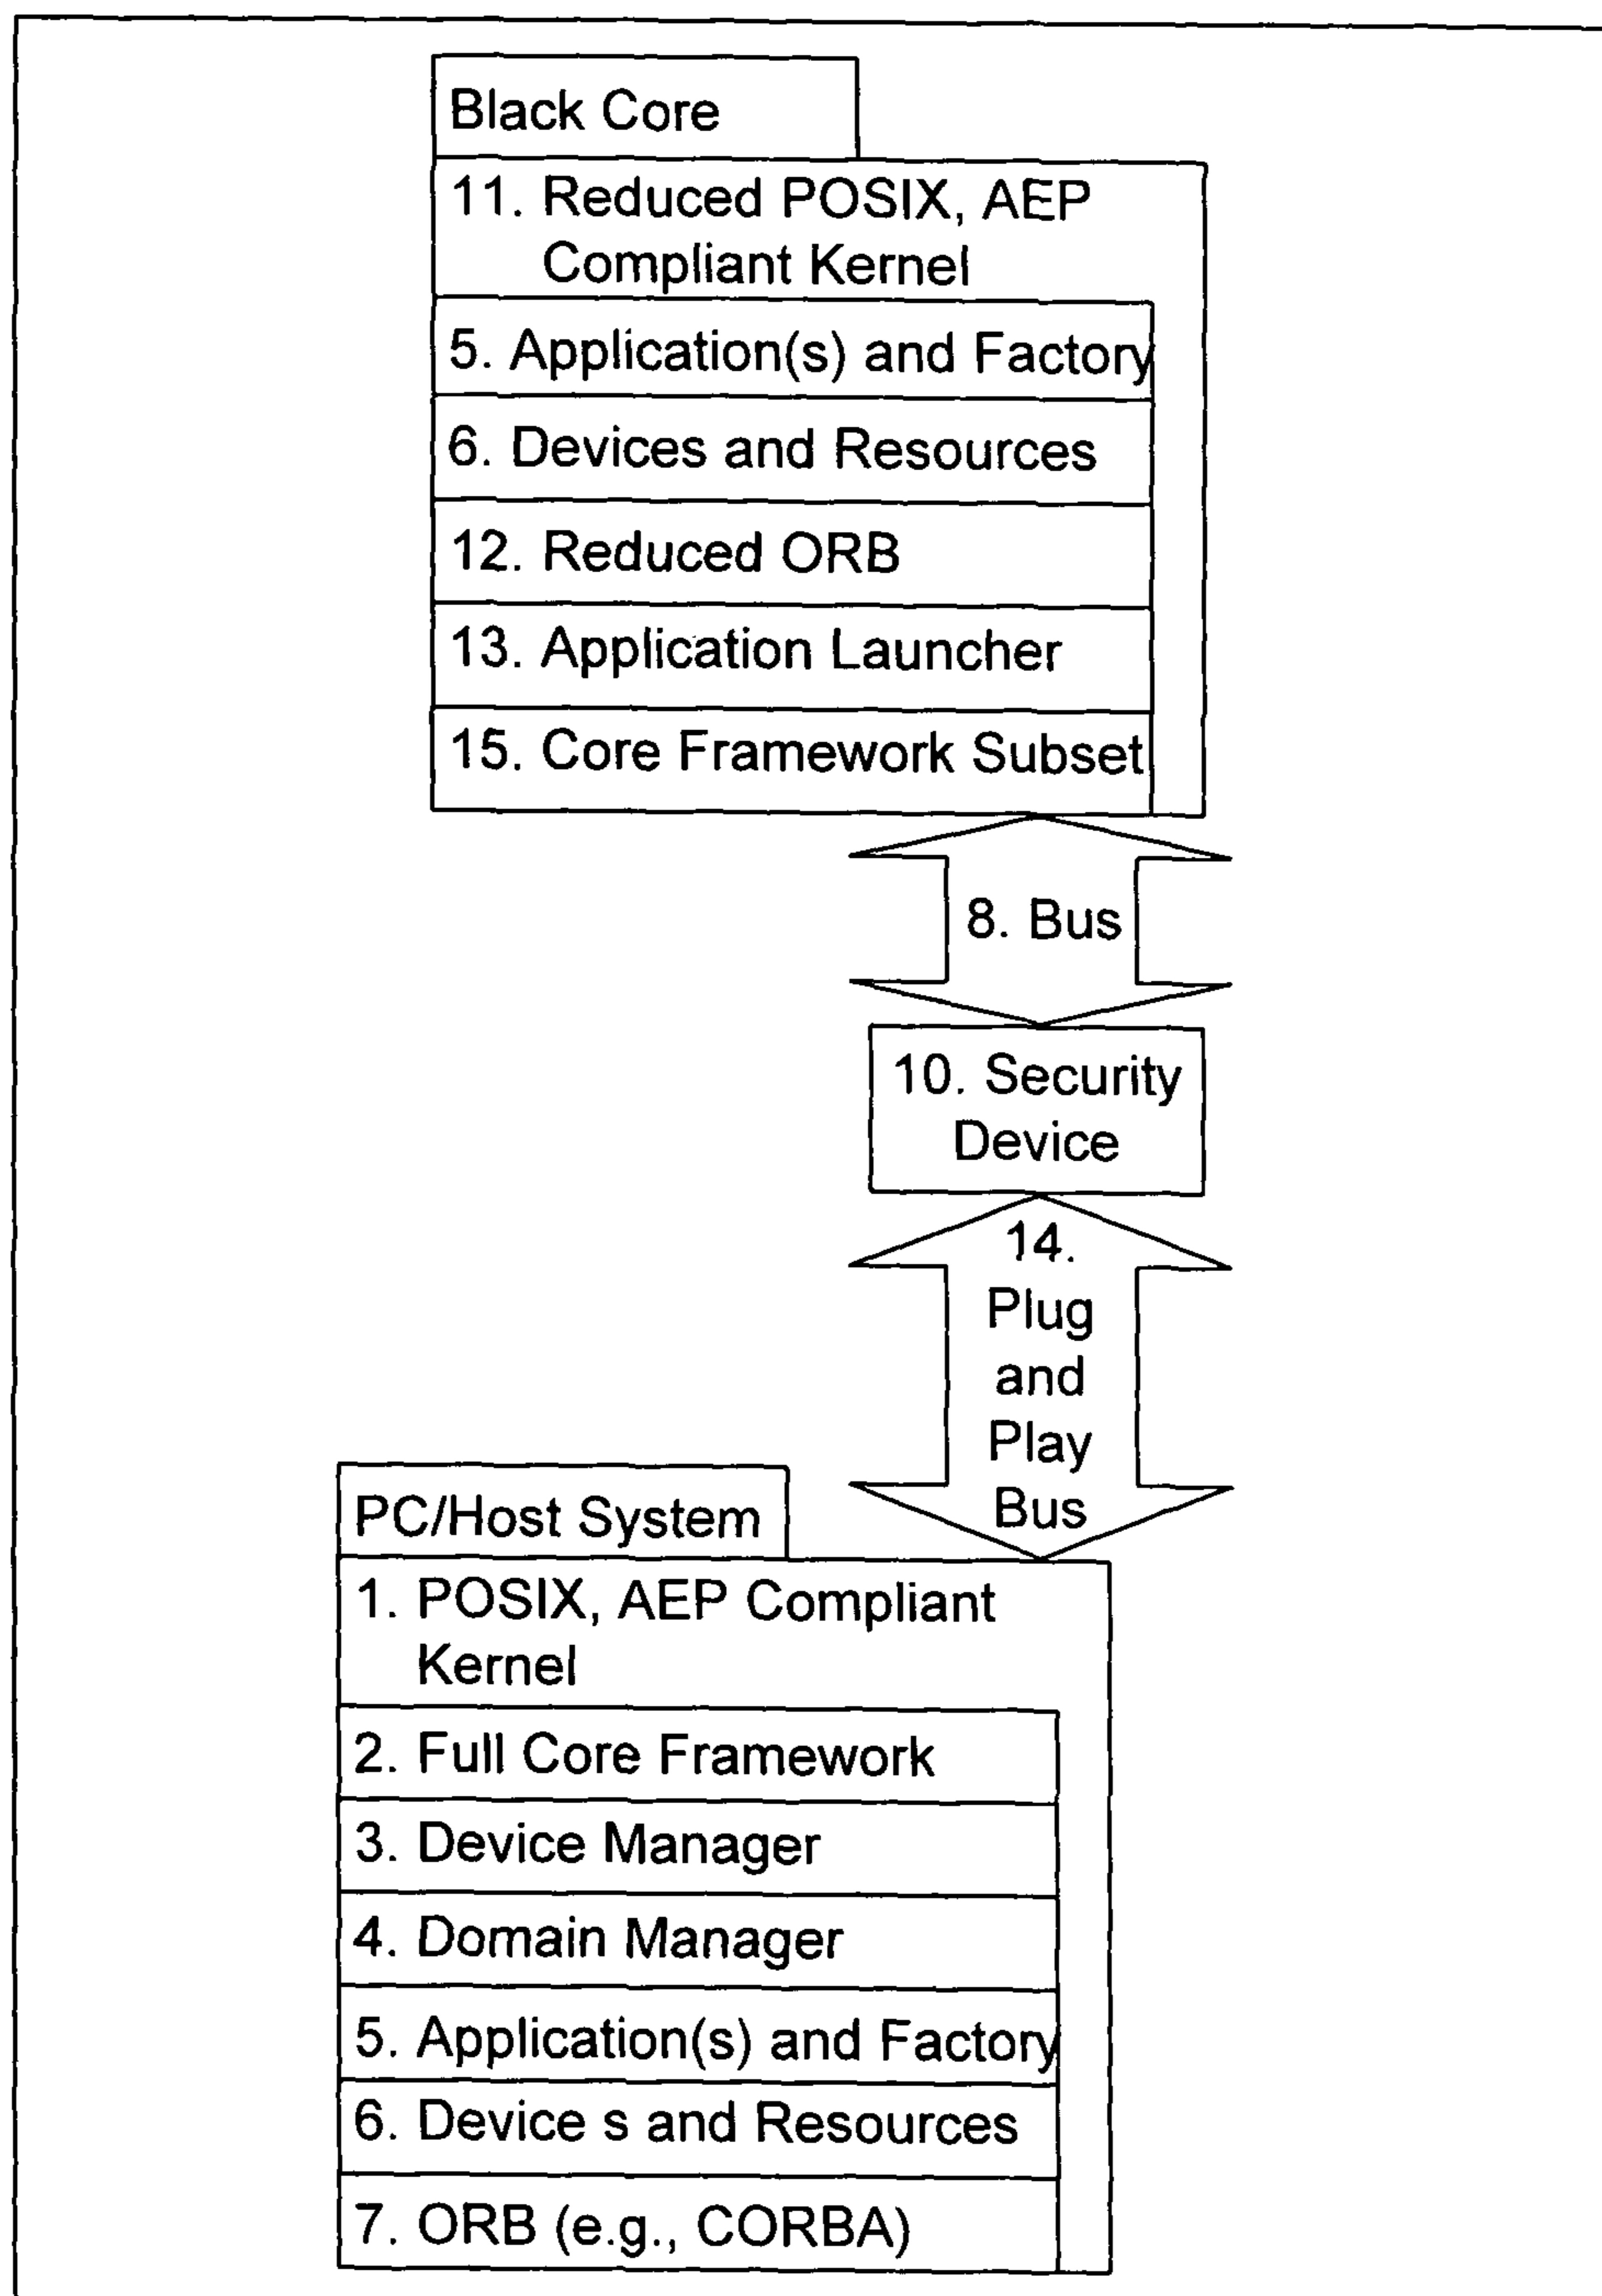 Black Core
11. Reduced POSIX, AEP
Compliant Kernel
5. Application(s) and Factory
6. Devices and Resources
12. Reduced ORB
13. Application Launcher
15. Core Framework Subset
8. Bus
10. Security
Device
14.
Plug
and
Play
Bus
PC/Host System
1. POSIX, AEP Compliant
Kernel
2. Full Core Framework
3. Device Manager
4. Domain Manager
5. Application(s) and Factory
6. Device s and Resources
7. ORB (e.g., CORBA)